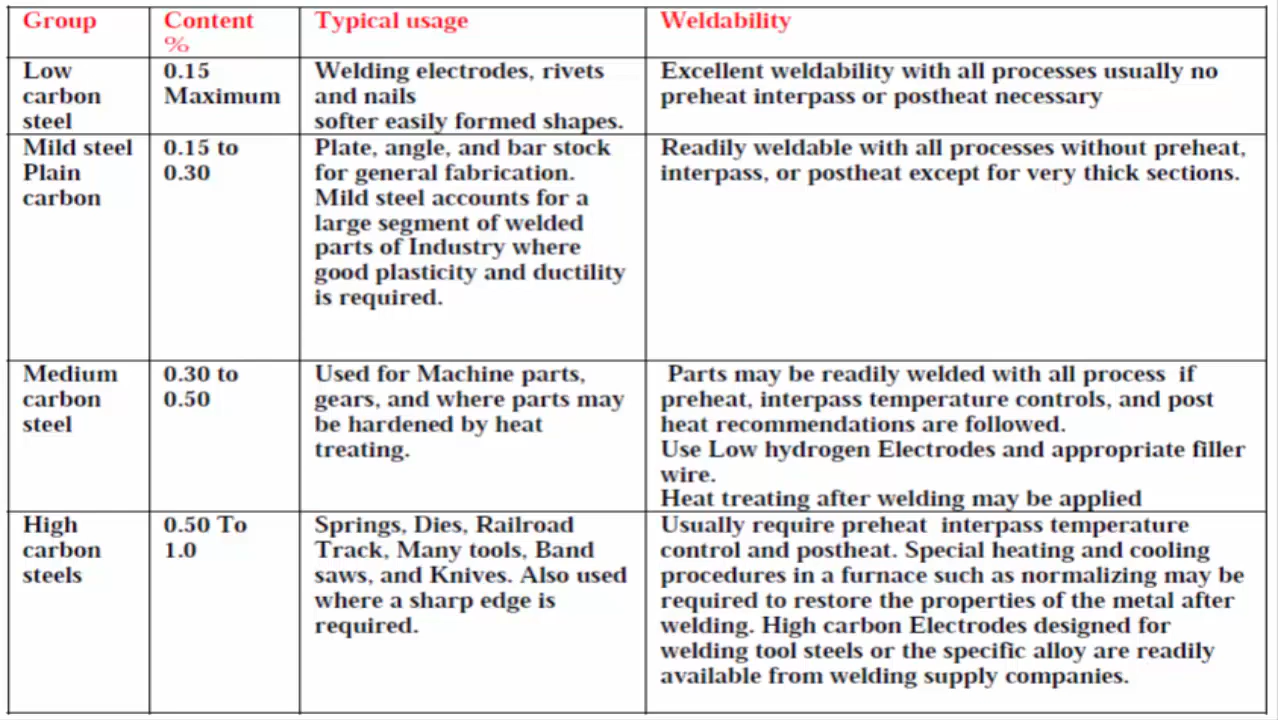 Group
Content
%
Typical usage
Weldability
Low
carbon
steel
0.15
Maximum
Welding electrodes, rivets
and nails
softer easily formed shapes.
Excellent weldability with all processes usually no
preheat interpass or postheat necessary
Mild steel
Plain
carbon
0.15 to
0.30
Plate, angle, and bar stock
for general fabrication.
Mild steel accounts for a
large segment of welded
parts of Industry where
good plasticity and ductility
is required.
Readily weldable with all processes without preheat,
interpass, or postheat except for very thick sections.
Medium
carbon
steel
0.30 to
0.50
Used for Machine parts,
gears, and where parts may
be hardened by heat
treating.
Parts may be readily welded with all process if
preheat, interpass temperature controls, and post
heat recommendations are followed.
Use Low hydrogen Electrodes and appropriate filler
wire.
Heat treating after welding may be applied
High
carbon
steels
0.50 To
1.0
Springs, Dies, Railroad
Track, Many tools, Band
saws, and Knives. Also used
where a sharp edge is
required.
Usually require preheat interpass temperature
control and postheat. Special heating and cooling
procedures in a furnace such as normalizing may be
required to restore the properties of the metal after
welding. High carbon Electrodes designed for
welding tool steels or the specific alloy are readily
available from welding supply companies.